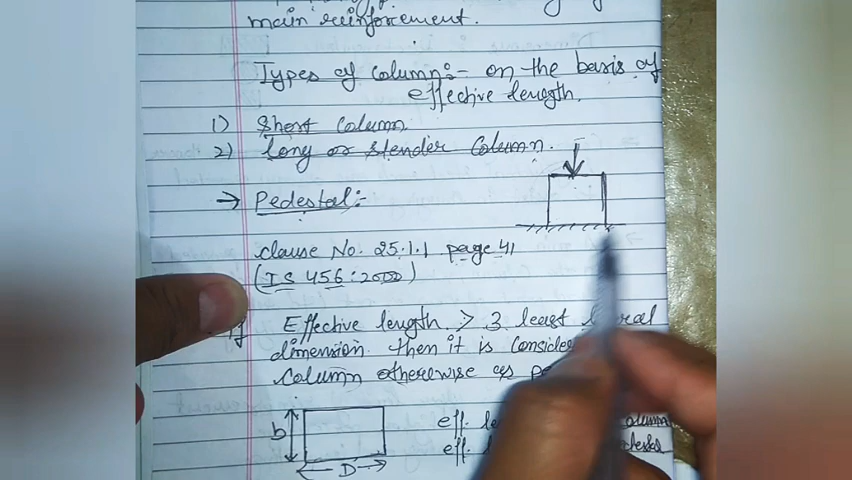 main reinforcement.
Types of column:- on the basis of
effective length.
1) Short Column
2) Long or slender Column.
→ Pedestal:-
clause No. 25.1.1 page 41
(IS 456:2000)
If Effective length > 3 least
dimension then it is
Column otherwise as
b
D
eff.
eff.